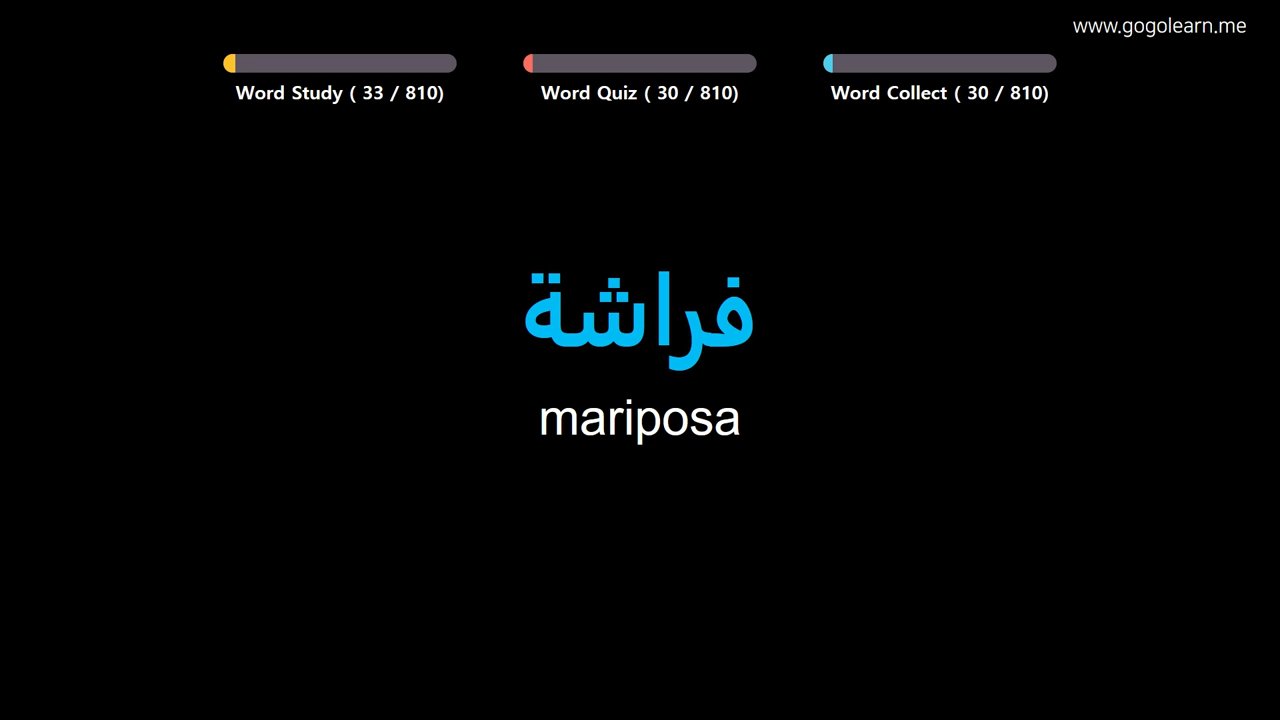 www.gogolearn.me
Word Study ( 33 / 810)
Word Quiz ( 30 / 810)
Word Collect ( 30 / 810)
فراشة
mariposa